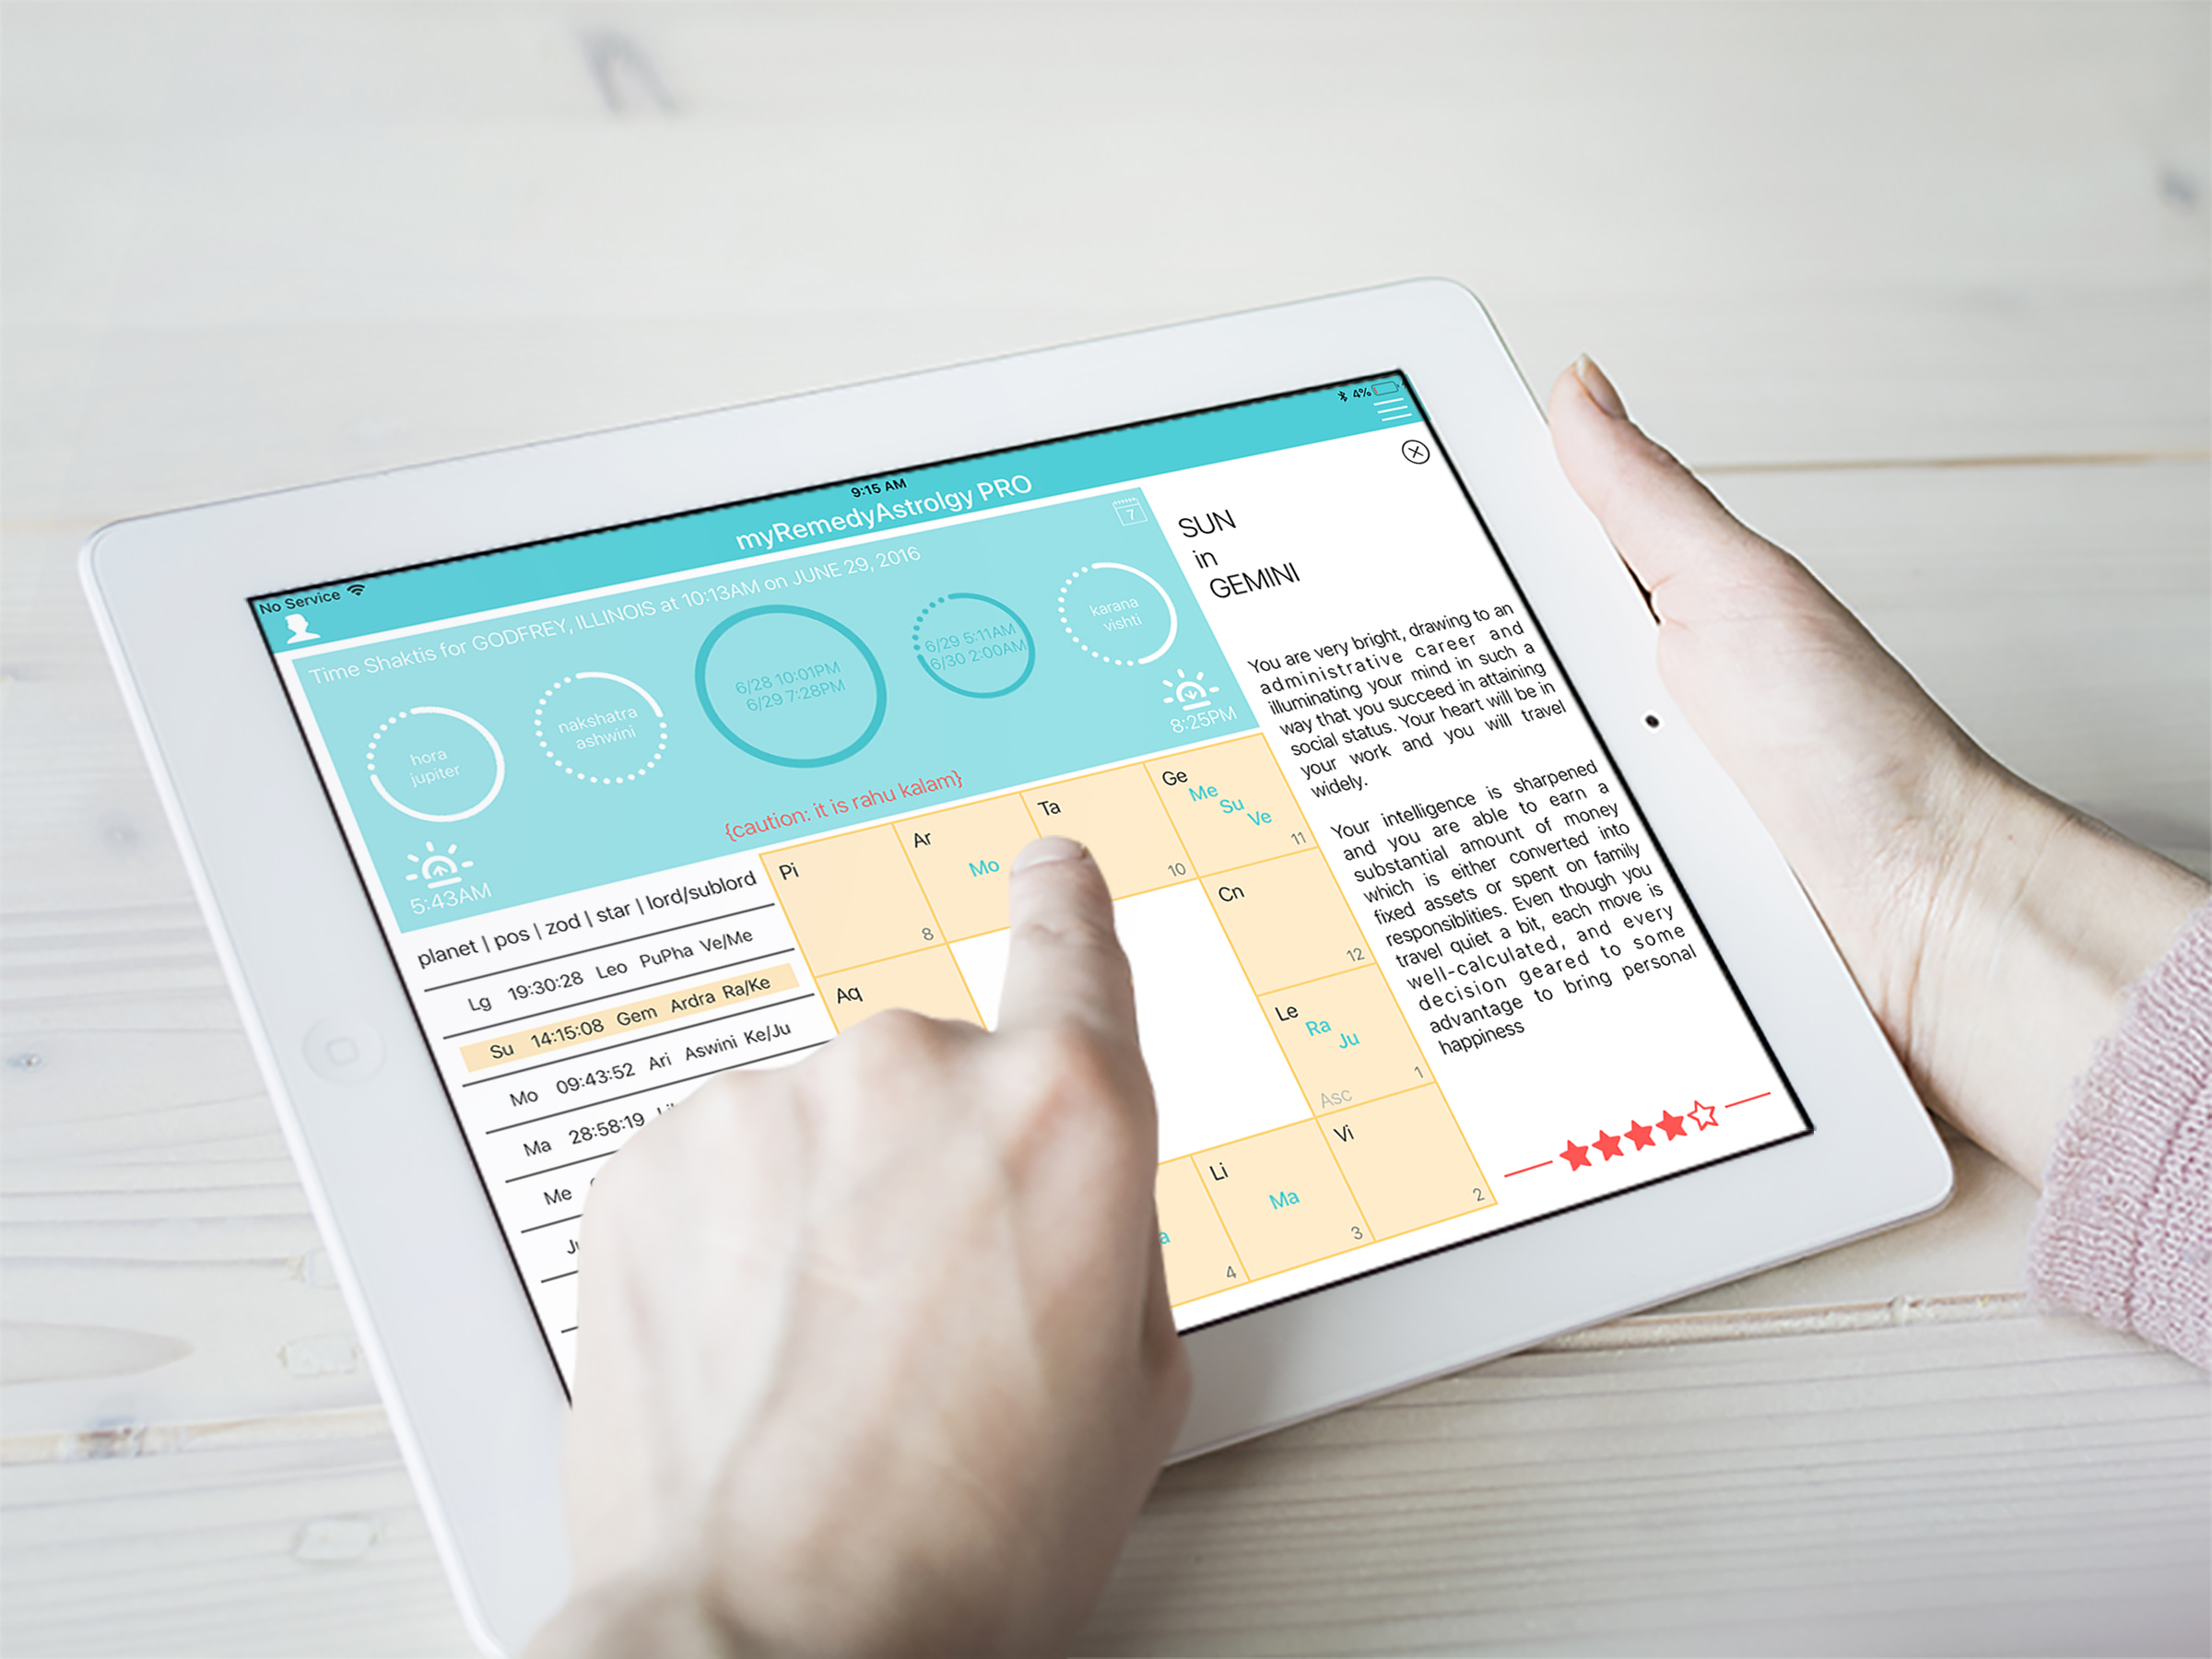 No Service
9:15 AM
4%
myRemedyAstrolgy PRO
Time Shaktis for GODFREY, ILLINOIS at 10:13AM on JUNE 29, 2016
7
hora
jupiter
nakshatra
ashwini
6/28 10:01PM
6/29 7:28PM
6/29 5:11AM
6/30 2:00AM
karana
vishti
5:43AM
8:25PM
{caution: it is rahu kalam}
planet | pos | zod | star | lord/sublord
Lg 19:30:28 Leo PuPha Ve/Me
Su 14:15:08 Gem Ardra Ra/Ke
Mo 09:43:52 Ari Aswini Ke/Ju
Ma 28:58:19
Me
Pi
8
Ar
Mo
Ta
10
Ge
Me
Su
Ve
11
Aq
Cn
12
Le
Ra
Ju
Asc
1
Vi
2
Li
Ma
3
4
SUN
in
GEMINI
You are very bright, drawing to an
administrative career and
illuminating your mind in such a
way that you succeed in attaining
social status. Your heart will be in
your work and you will travel
widely.
Your intelligence is sharpened
and you are able to earn a
substantial amount of money
which is either converted into
fixed assets or spent on family
responsiblities. Even though you
travel quiet a bit, each move is
well-calculated, and every
decision geared to some
advantage to bring personal
happiness